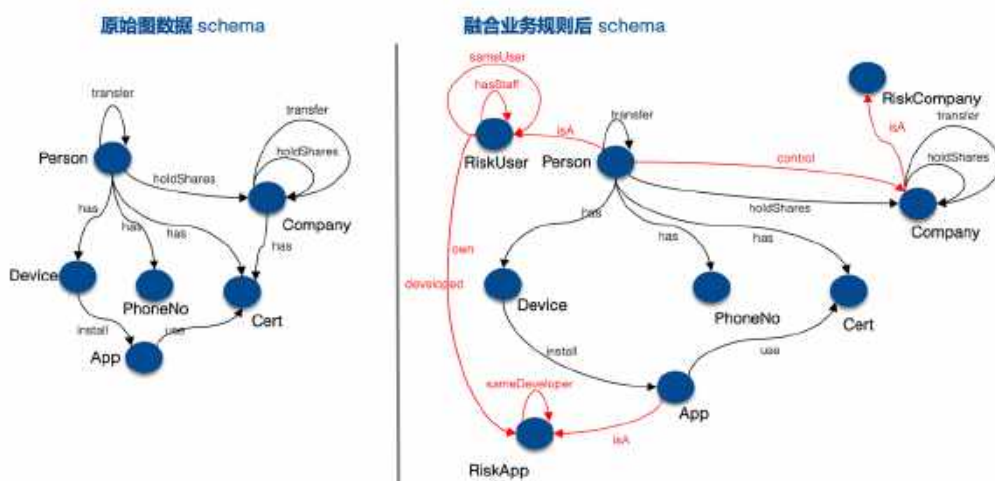 原始图数据 schema
transfer
Person
transfer
holdShares
holdShares
Company
has
has
has
has
Device
PhoneNo
Cert
install
use
App
融合业务规则后 schema
sameUser
hasStaff
RiskUser
isA
transfer
Person
RiskCompany
isA
transfer
control
holdShares
holdShares
Company
has
has
has
own
developed
Device
PhoneNo
Cert
install
use
sameDeveloper
App
isA
RiskApp